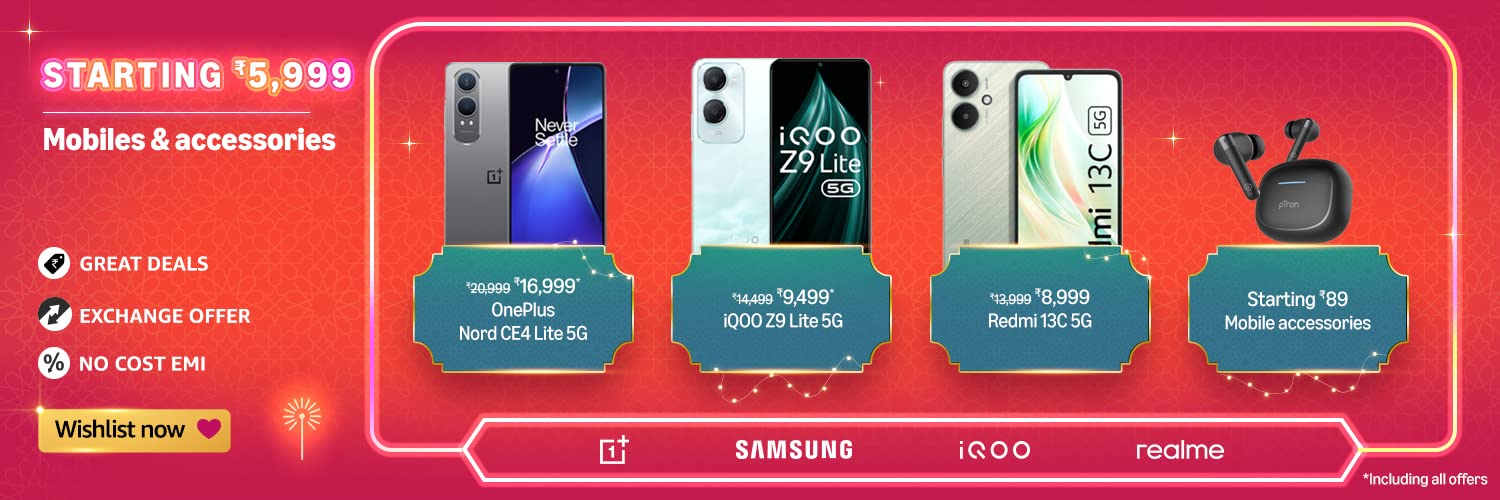 STARTING ₹5,999
Mobiles & accessories
GREAT DEALS
EXCHANGE OFFER
% NO COST EMI
Wishlist now
Never
Settle
1+
iQOO
Z9 Lite
5G
lmi 13C 5G
pTron
₹20,999 ₹16,999*
OnePlus
Nord CE4 Lite 5G
₹14,499 ₹9,499*
iQOO Z9 Lite 5G
₹13,999 ₹8,999
Redmi 13C 5G
Starting ₹89
Mobile accessories
1+ SAMSUNG iQOO realme
*Including all offers